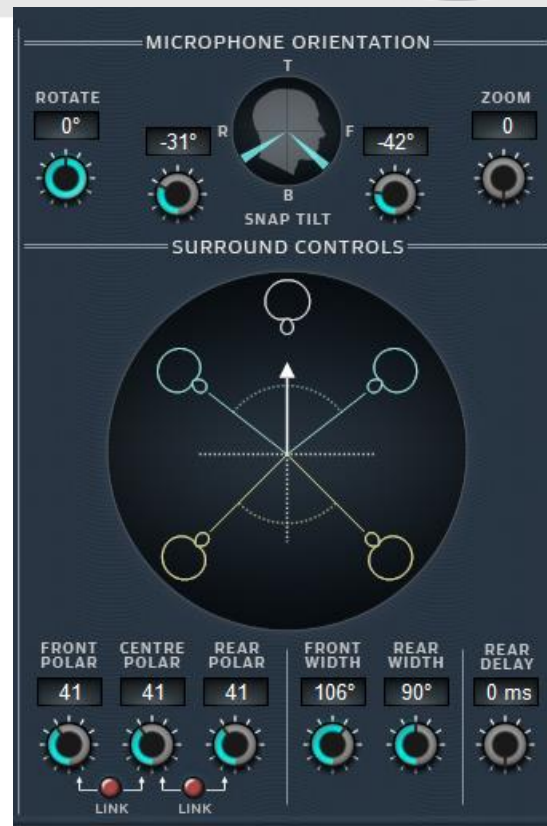 MICROPHONE ORIENTATION
T
ROTATE
ZOOM
0°
-31°
R
F
-42°
0
B
SNAP TILT
SURROUND CONTROLS
FRONT
POLAR
CENTRE
POLAR
REAR
POLAR
FRONT
WIDTH
REAR
WIDTH
REAR
DELAY
41
41
41
106°
90°
0 ms
LINK
LINK